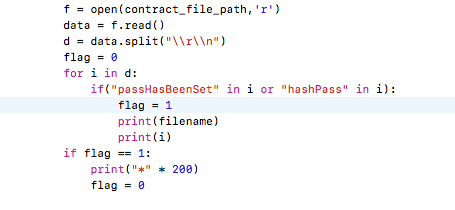 f = open(contract_file_path,'r')
data = f.read()
d = data.split("\\r\\n")
flag = 0
for i in d:
    if("passHasBeenSet" in i or "hashPass" in i):
        flag = 1
        print(filename)
        print(i)
if flag == 1:
    print("*" * 200)
    flag = 0